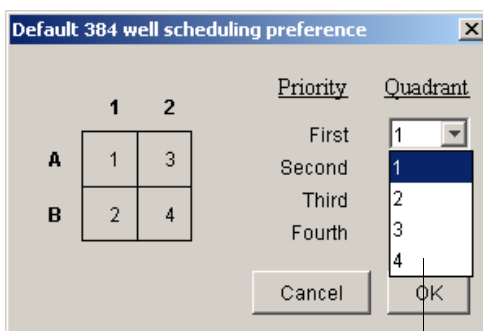 Default 384 well scheduling preference
Priority Quadrant
1 2
First 1
A 1 3
Second 1
Third 2
B 2 4
Fourth 3
4
Cancel OK